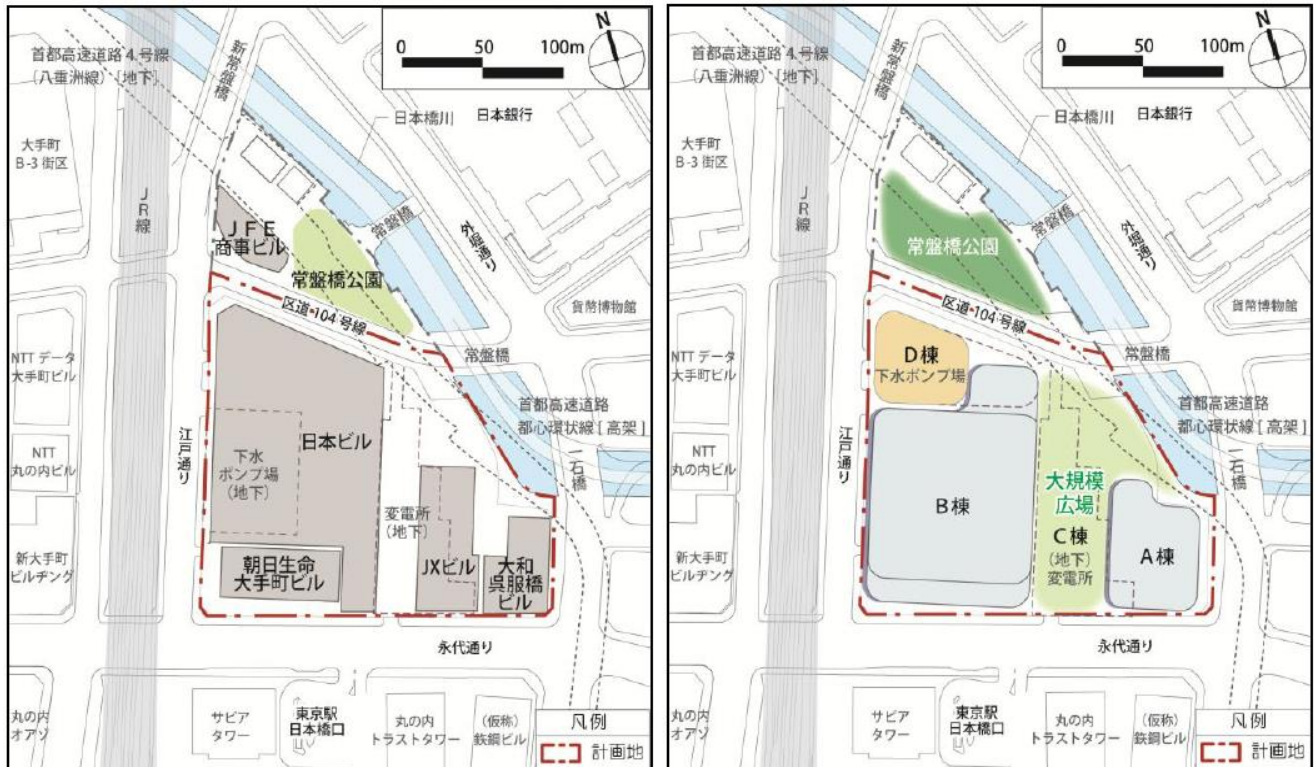 首都高速道路4号線
(八重洲線)[地下]
新常盤橋
0 50 100m
N
日本橋川
日本銀行
大手町
B-3 街区
JR線
JFE
商事ビル
常盤橋
外堀通り
常盤橋公園
貨幣博物館
区道104号線
NTT データ
大手町ビル
常盤橋
首都高速道路
都心環状線[高架]
NTT
丸の内ビル
江戸通り
日本ビル
下水
ポンプ場
(地下)
一石橋
変電所
(地下)
新大手町
ビルヂング
朝日生命
大手町ビル
JXビル
大和
呉服橋
ビル
永代通り
丸の内
オアゾ
サピア
タワー
東京駅
日本橋口
丸の内
トラストタワー
(仮称)
鉄鋼ビル
凡例
計画地
首都高速道路4号線
(八重洲線)[地下]
新常盤橋
0 50 100m
N
日本橋川
日本銀行
大手町
B-3 街区
JR線
常盤橋
外堀通り
常盤橋公園
貨幣博物館
区道104号線
NTT データ
大手町ビル
D棟
下水ポンプ場
常盤橋
首都高速道路
都心環状線[高架]
NTT
丸の内ビル
江戸通り
一石橋
大規模
広場
B棟
C棟
(地下)
変電所
A棟
新大手町
ビルヂング
永代通り
丸の内
オアゾ
サピア
タワー
東京駅
日本橋口
丸の内
トラストタワー
(仮称)
鉄鋼ビル
凡例
計画地